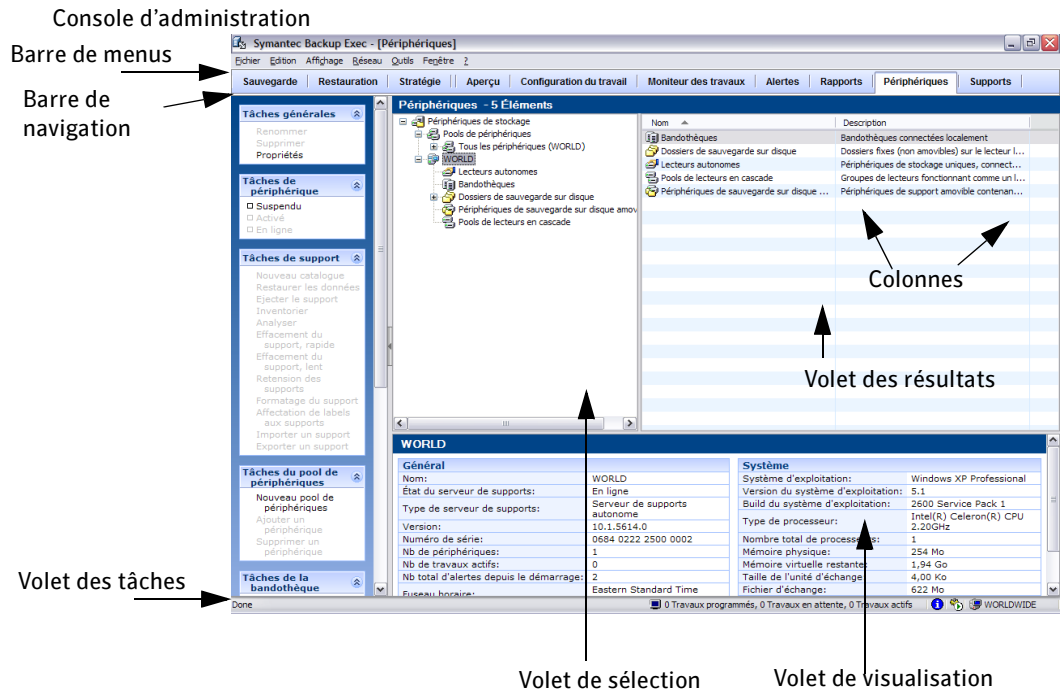 Console d'administration
Barre de menus
Barre de
navigation
Symantec Backup Exec - [Périphériques]
Fichier Edition Affichage Réseau Outils Fenêtre ?
Sauvegarde Restauration Stratégie Aperçu Configuration du travail Moniteur des travaux Alertes Rapports Périphériques Supports
Tâches générales
Renommer
Supprimer
Propriétés
Tâches de
périphérique
Suspendu
Activé
En ligne
Tâches de support
Nouveau catalogue
Restaurer les données
Ejecter le support
Inventorier
Analyser
Effacement du
support, rapide
Effacement du
support, lent
Retension des
supports
Formatage du support
Affectation de labels
aux supports
Importer un support
Exporter un support
Tâches du pool de
périphériques
Nouveau pool de
périphériques
Ajouter un
périphérique
Supprimer un
périphérique
Tâches de la
bandothèque
Périphériques - 5 Éléments
Périphériques de stockage
Pools de périphériques
Tous les périphériques (WORLD)
WORLD
Lecteurs autonomes
Bandothèques
Dossiers de sauvegarde sur disque
Périphériques de sauvegarde sur disque amov
Pools de lecteurs en cascade
Nom Description
Bandothèques Bandothèques connectées localement
Dossiers de sauvegarde sur disque Dossiers fixes (non amovibles) sur le lecteur l...
Lecteurs autonomes Périphériques de stockage uniques, connect...
Pools de lecteurs en cascade Groupes de lecteurs fonctionnant comme un l...
Périphériques de sauvegarde sur disque ... Périphériques de support amovible contenan...
Colonnes
Volet des résultats
WORLD
Général
Nom: WORLD
État du serveur de supports: En ligne
Type de serveur de supports: Serveur de supports
autonome
Version: 10.1.5614.0
Numéro de série: 0684 0222 2500 0002
Nb de périphériques: 1
Nb de travaux actifs: 0
Nb total d'alertes depuis le démarrage: 2
Fuseau horaire: Eastern Standard Time
Système
Système d'exploitation: Windows XP Professional
Version du système d'exploitation: 5.1
Build du système d'exploitation: 2600 Service Pack 1
Type de processeur: Intel(R) Celeron(R) CPU
2.20GHz
Nombre total de processeurs: 1
Mémoire physique: 254 Mo
Mémoire virtuelle restante: 1,94 Go
Taille de l'unité d'échange: 4,00 Ko
Fichier d'échange: 622 Mo
Volet des tâches
Done 0 Travaux programmés, 0 Travaux en attente, 0 Travaux actifs WORLDWIDE
Volet de sélection
Volet de visualisation